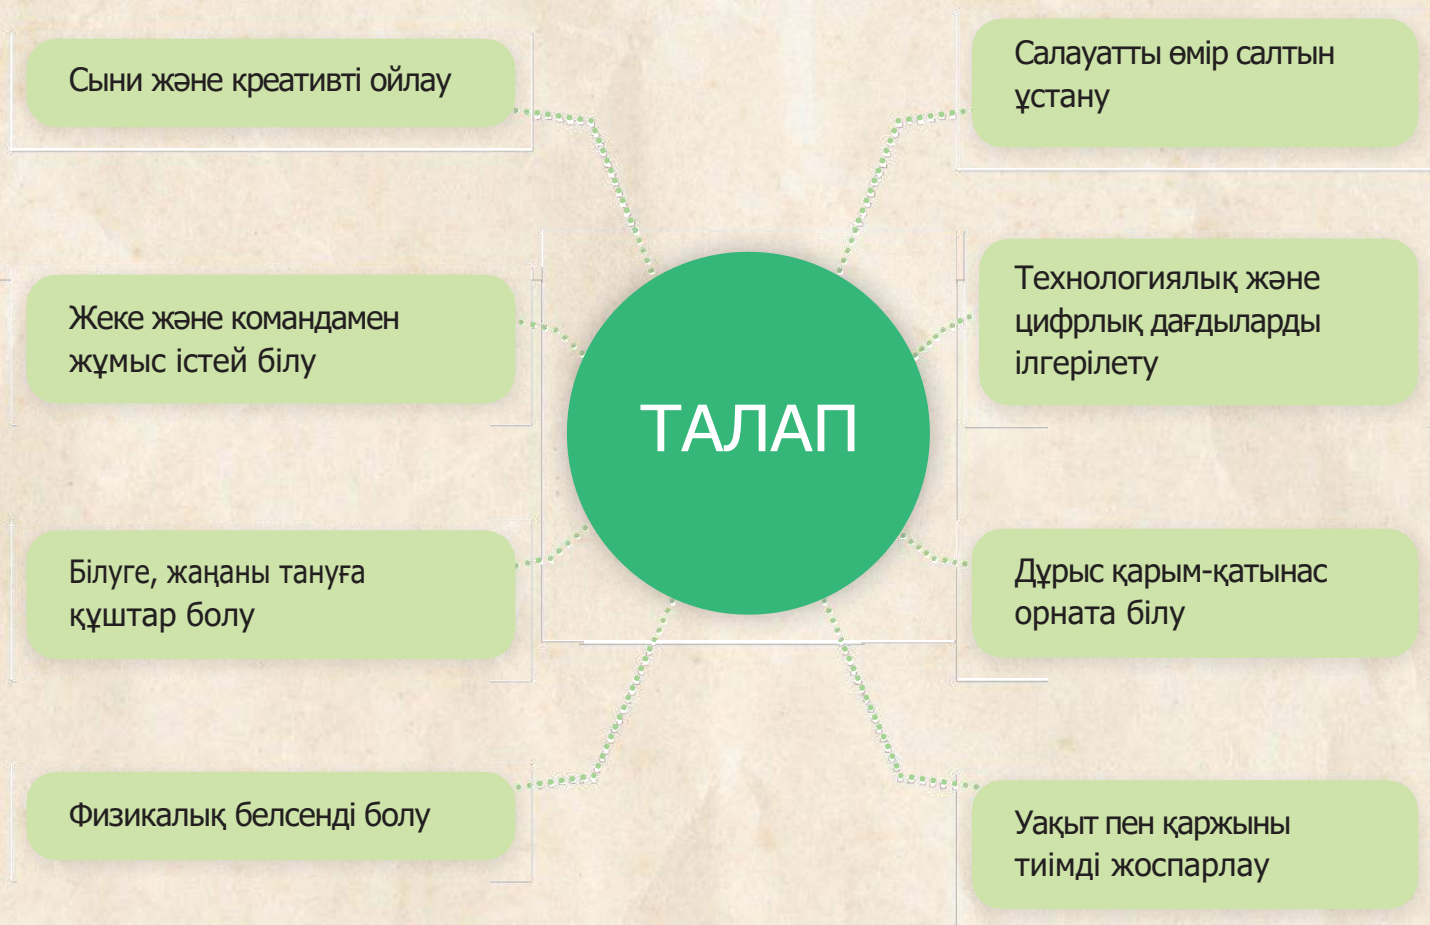 Сыни және креативті ойлау
Жеке және командамен
жұмыс істей білу
Білуге, жаңаны тануға
құштар болу
Физикалық белсенді болу
ТАЛАП
Салауатты өмір салтын
ұстану
Технологиялық және
цифрлық дағдыларды
ілгерілету
Дұрыс қарым-қатынас
орната білу
Уақыт пен қаржыны
тиімді жоспарлау